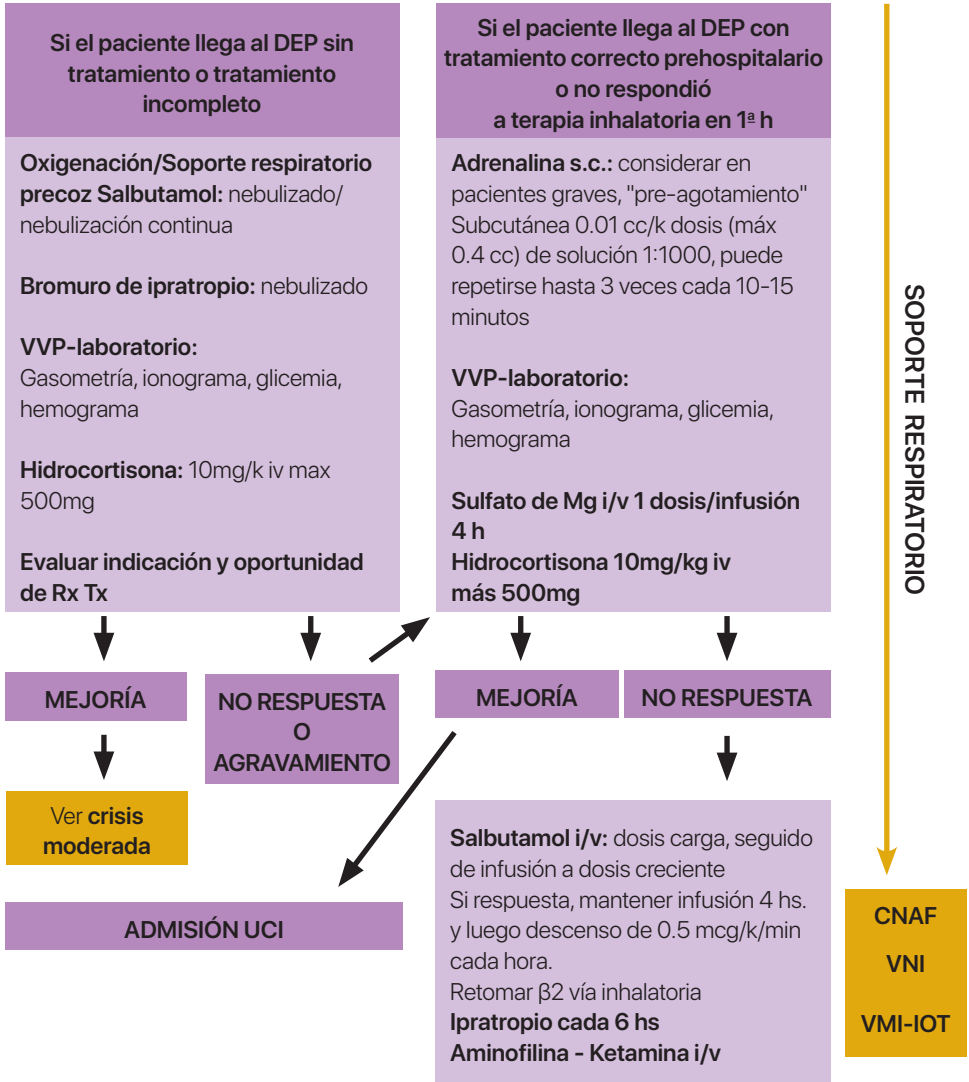 Si el paciente llega al DEP sin
tratamiento o tratamiento
incompleto
Oxigenación/Soporte respiratorio
precoz Salbutamol: nebulizado/
nebulización continua
Bromuro de ipratropio: nebulizado
VVP-laboratorio:
Gasometría, ionograma, glicemia,
hemograma
Hidrocortisona: 10mg/k iv max
500mg
Evaluar indicación y oportunidad
de Rx Tx
Si el paciente llega al DEP con
tratamiento correcto prehospitalario
o no respondió
a terapia inhalatoria en 1ª h
Adrenalina s.c.: considerar en
pacientes graves, "pre-agotamiento"
Subcutánea 0.01 cc/k dosis (máx
0.4 cc) de solución 1:1000, puede
repetirse hasta 3 veces cada 10-15
minutos
VVP-laboratorio:
Gasometría, ionograma, glicemia,
hemograma
Sulfato de Mg i/v 1 dosis/infusión
4 h
Hidrocortisona 10mg/kg iv
más 500mg
MEJORÍA
NO RESPUESTA
O
AGRAVAMIENTO
MEJORÍA
NO RESPUESTA
Ver crisis
moderada
ADMISIÓN UCI
Salbutamol i/v: dosis carga, seguido
de infusión a dosis creciente
Si respuesta, mantener infusión 4 hs.
y luego descenso de 0.5 mcg/k/min
cada hora.
Retomar β2 vía inhalatoria
Ipratropio cada 6 hs
Aminofilina - Ketamina i/v
SOPORTE RESPIRATORIO
CNAF
VNI
VMI-IOT